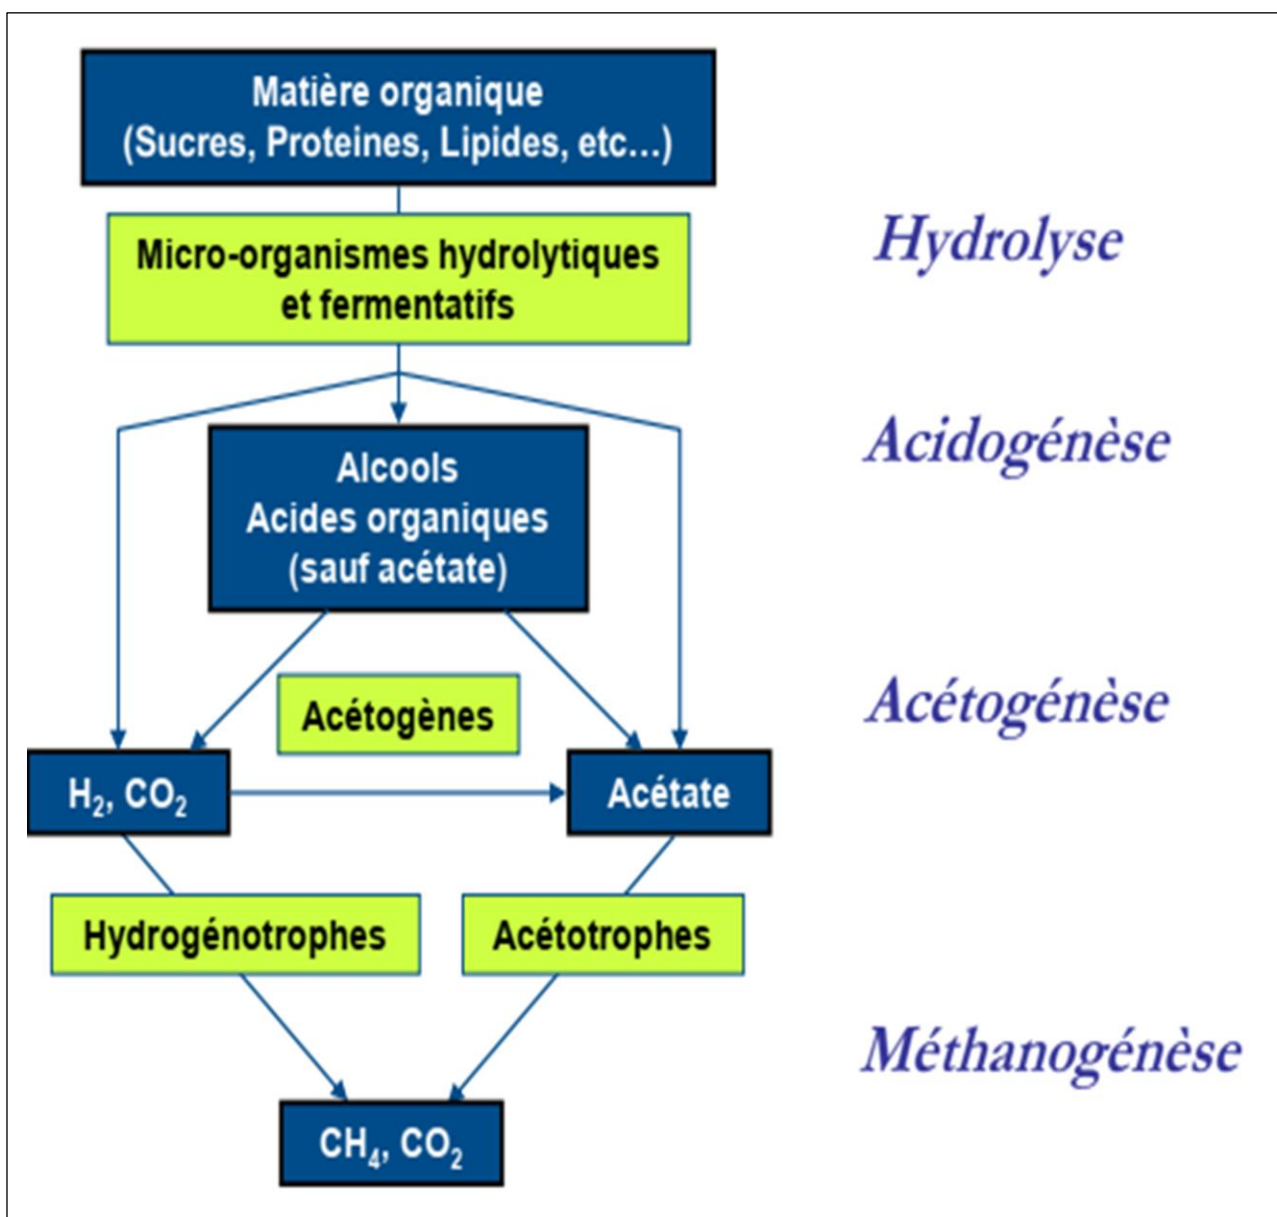 Matière organique
(Sucres, Proteines, Lipides, etc…)
Micro-organismes hydrolytiques
et fermentatifs
Hydrolyse
Alcools
Acides organiques
(sauf acétate)
Acidogénèse
Acétogènes
Acétogénèse
H₂, CO₂
Acétate
Hydrogénotrophes
Acétotrophes
Méthanogénèse
CH₄, CO₂